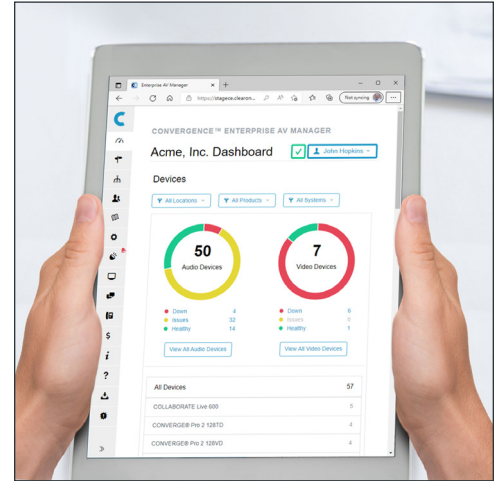 Enterprise AV Manager
https://stagece.clearon...
Not syncing
CONVERGENCE™ ENTERPRISE AV MANAGER
Acme, Inc. Dashboard
John Hopkins
Devices
All Locations
All Products
All Systems
50
Audio Devices
7
Video Devices
Down 4
Issues 32
Healthy 14
Down 6
Issues 0
Healthy 1
View All Audio Devices
View All Video Devices
All Devices 57
COLLABORATE Live 600 5
CONVERGE® Pro 2 128TD 4
CONVERGE® Pro 2 128VD 4